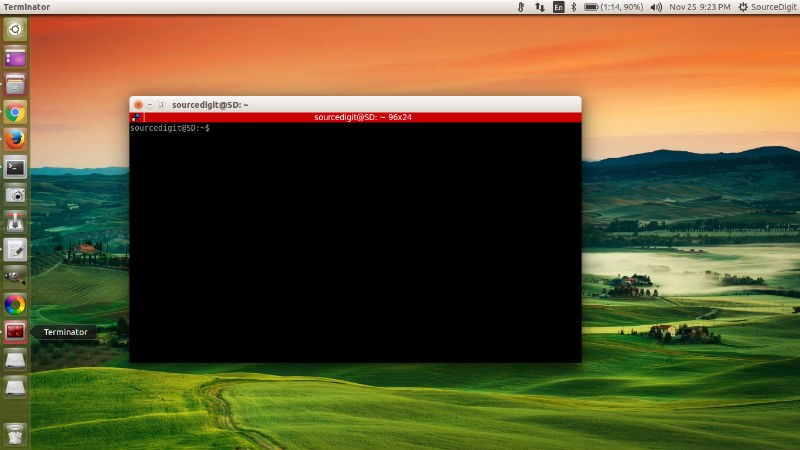 Terminator
En
(1:14, 90%)
Nov 25 9:23 PM
SourceDigit
sourcedigit@SD: ~
sourcedigit@SD: ~ 96x24
sourcedigit@SD:~$
Terminator